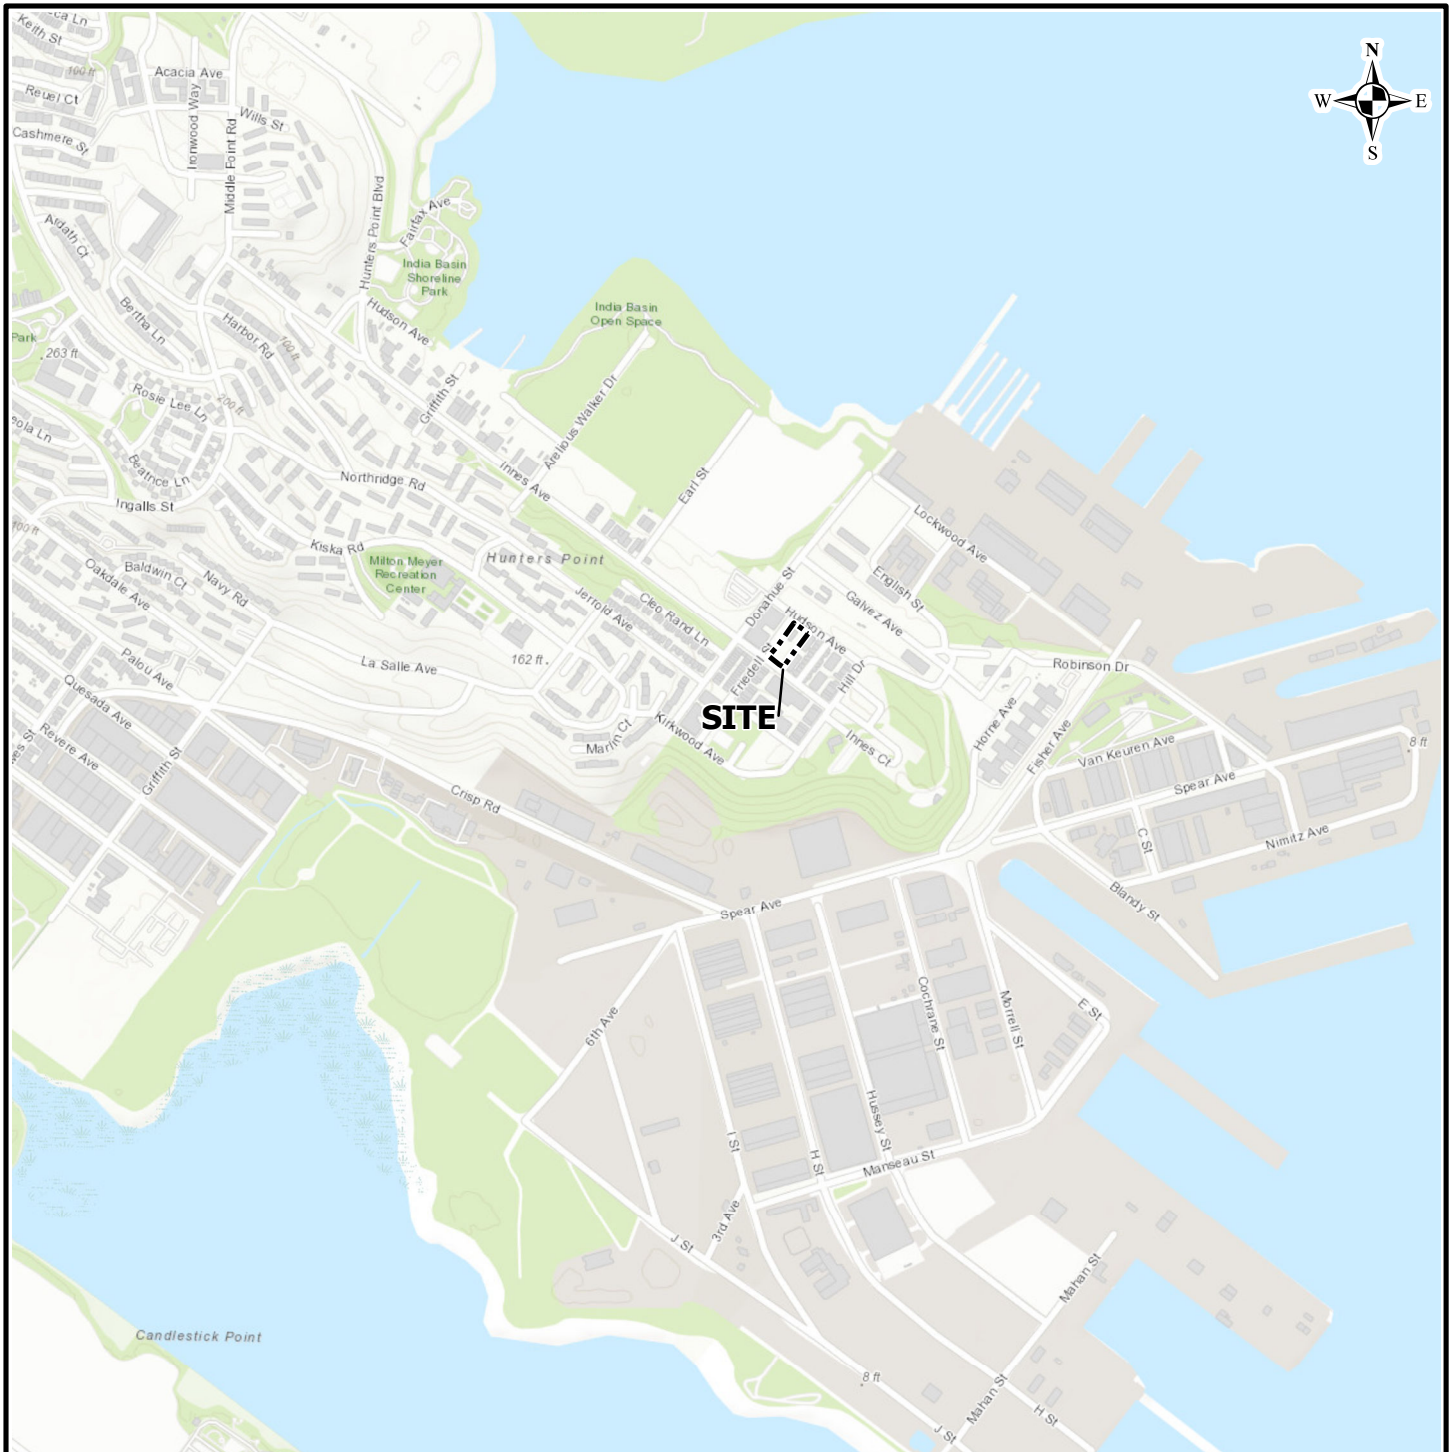 N
W
E
S
Keith St
Acacia Ave
100 ft
Reuel Ct
Ironwood Way
Wills St
Cashmere St
Middle Point Rd
Hunters Point Blvd
Fairfax Ave
Ardath Ct
India Basin
Shoreline
Park
Hudson Ave
India Basin
Open Space
Bertha Ln
Harbor Rd
100 ft
Park
263 ft
Rosie Lee Ln
200 ft
Griffith St
Arelious Walker Dr
Beatrice Ln
Northridge Rd
Innes Ave
Earl St
Ingalls St
Lockwood Ave
100 ft
Kiska Rd
Hunters Point
Milton Meyer
Recreation
Center
Baldwin Ct
Oakdale Ave
Navy Rd
English St
Donahue St
Jerrold Ave
Cleo Rand Ln
Galvez Ave
Hudson Ave
La Salle Ave
162 ft
Palou Ave
Friedell St
Hill Dr
Robinson Dr
Quesada Ave
SITE
Horne Ave
Fisher Ave
Revere Ave
Marlin Ct
Kirkwood Ave
Innes Ct
Van Keuren Ave
8 ft
Griffith St
Spear Ave
Crisp Rd
C St
Nimitz Ave
Spear Ave
Blandy St
6th Ave
Cochrane St
Morrell St
E St
Hussey St
I St
H St
Manseau St
3rd Ave
J St
Mahan St
Candlestick Point
8 ft
Mahan St
H St
J St